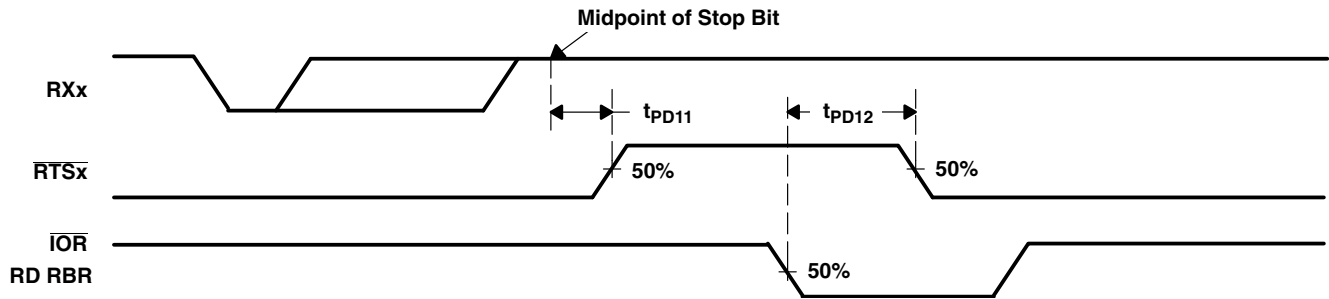 Midpoint of Stop Bit
RXx
tPD11
tPD12
RTSx
50%
50%
IOR
RD RBR
50%